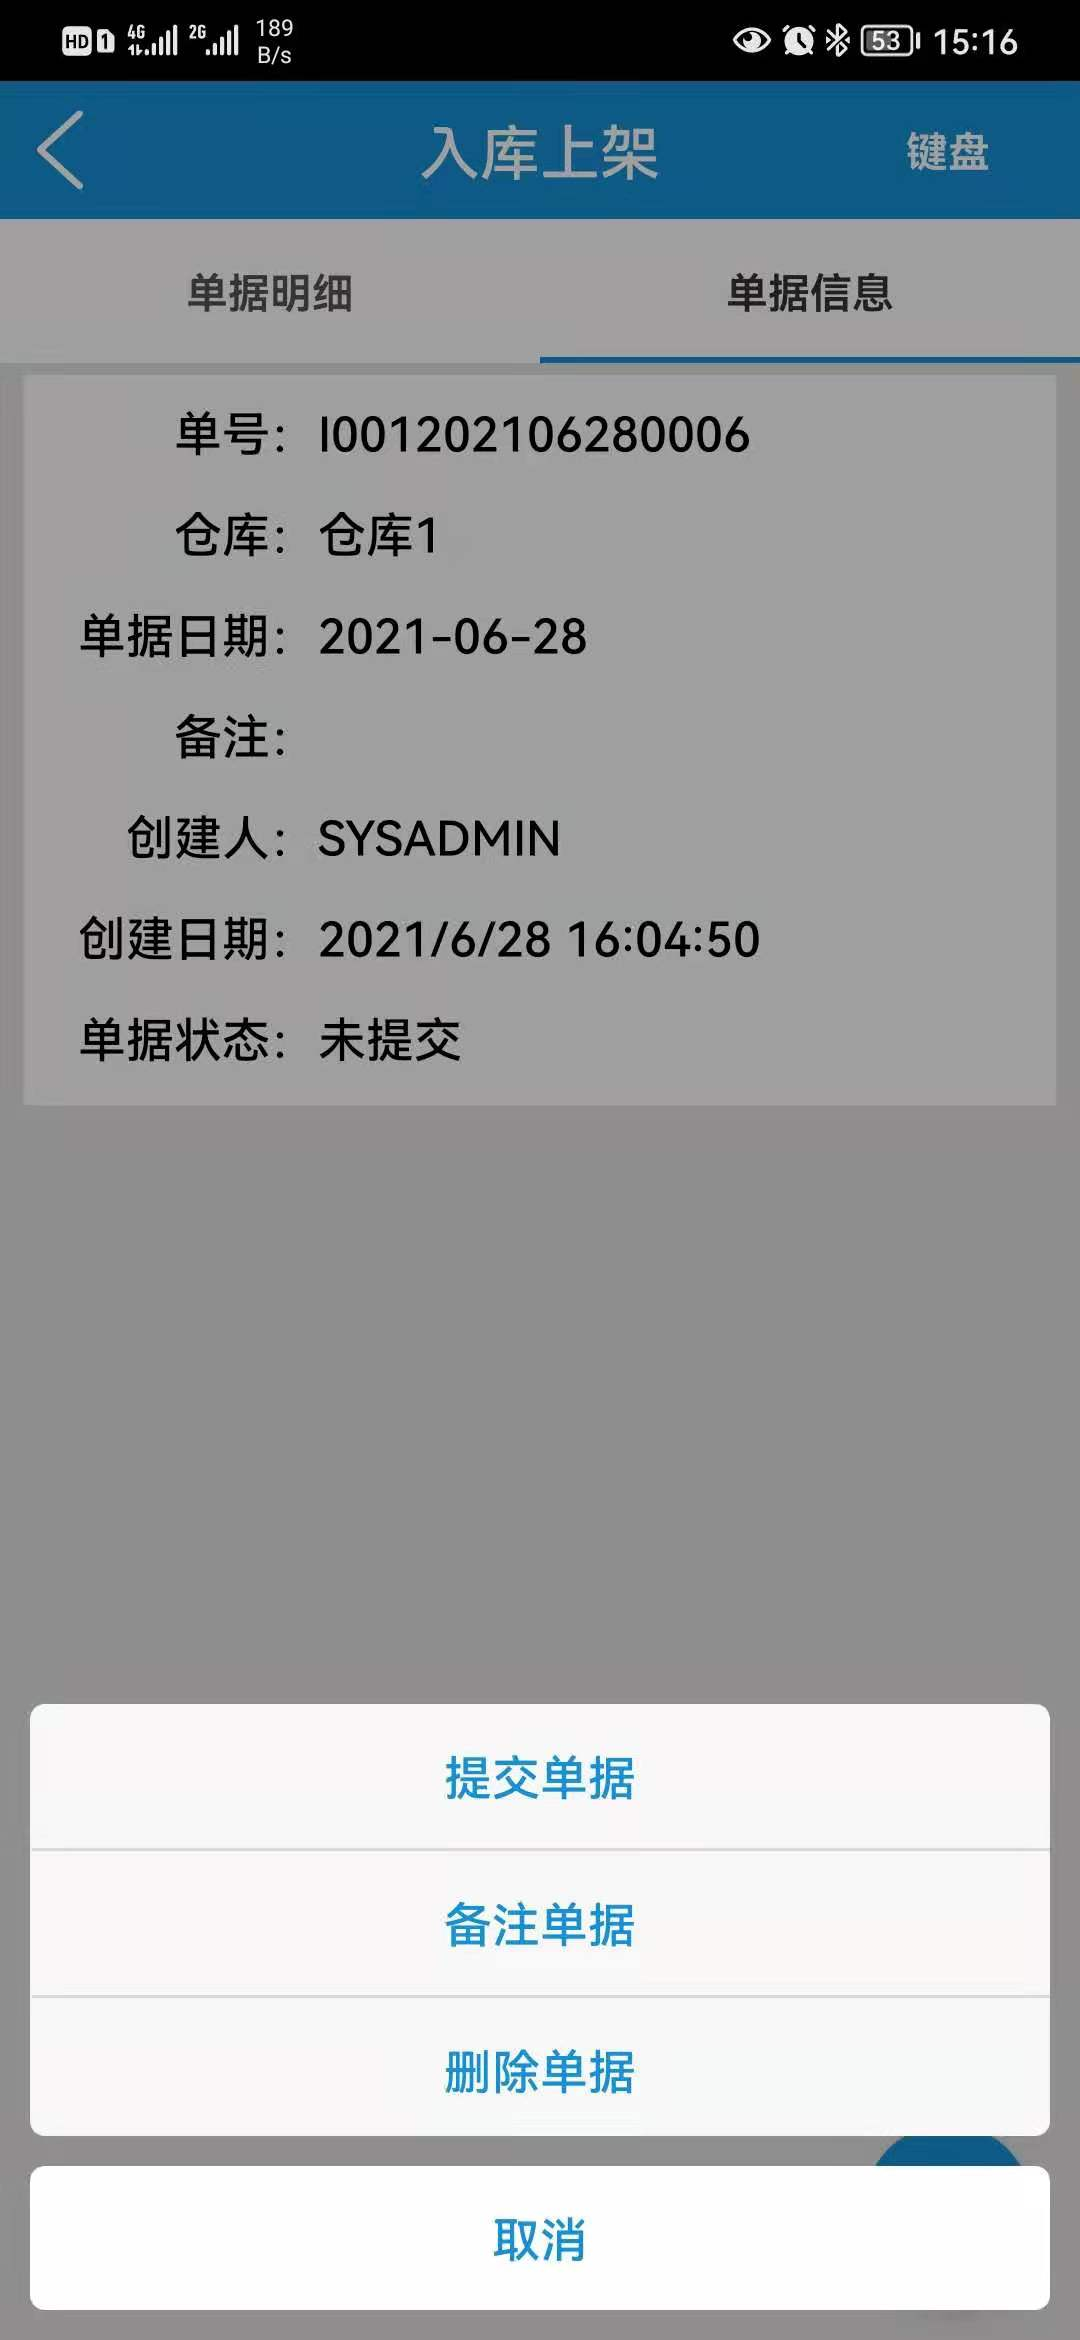 HD 1 4G 2G 189 B/s 53 15:16
入库上架 键盘
单据明细 单据信息
单号: I001202106280006
仓库: 仓库1
单据日期: 2021-06-28
备注:
创建人: SYSADMIN
创建日期: 2021/6/28 16:04:50
单据状态: 未提交
提交单据
备注单据
删除单据
取消